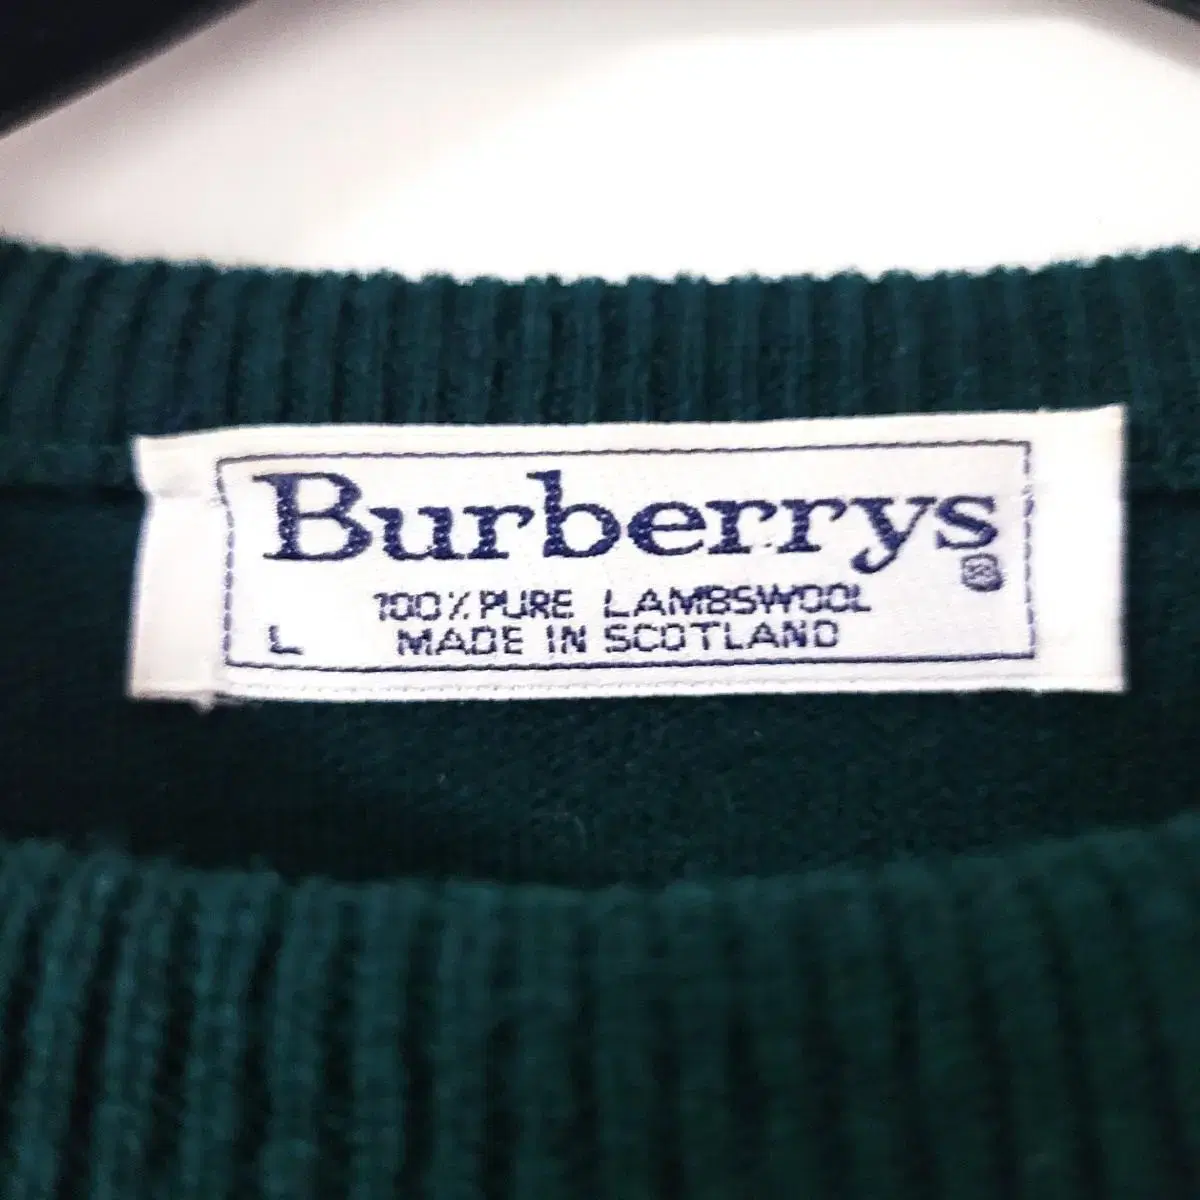 Burberrys
®
100% PURE LAMBSWOOL
L MADE IN SCOTLAND